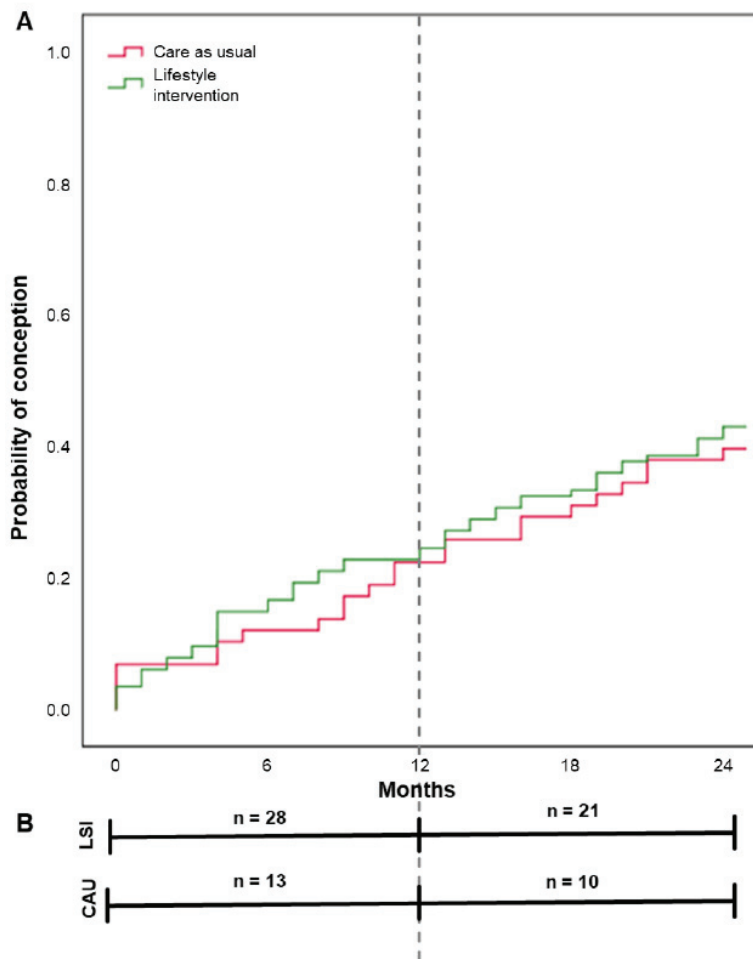 A
Care as usual
Lifestyle
intervention
1.0
0.8
0.6
0.4
0.2
0.0
Probability of conception
0 6 12 18 24
Months
B
LSI
n = 28 n = 21
CAU
n = 13 n = 10